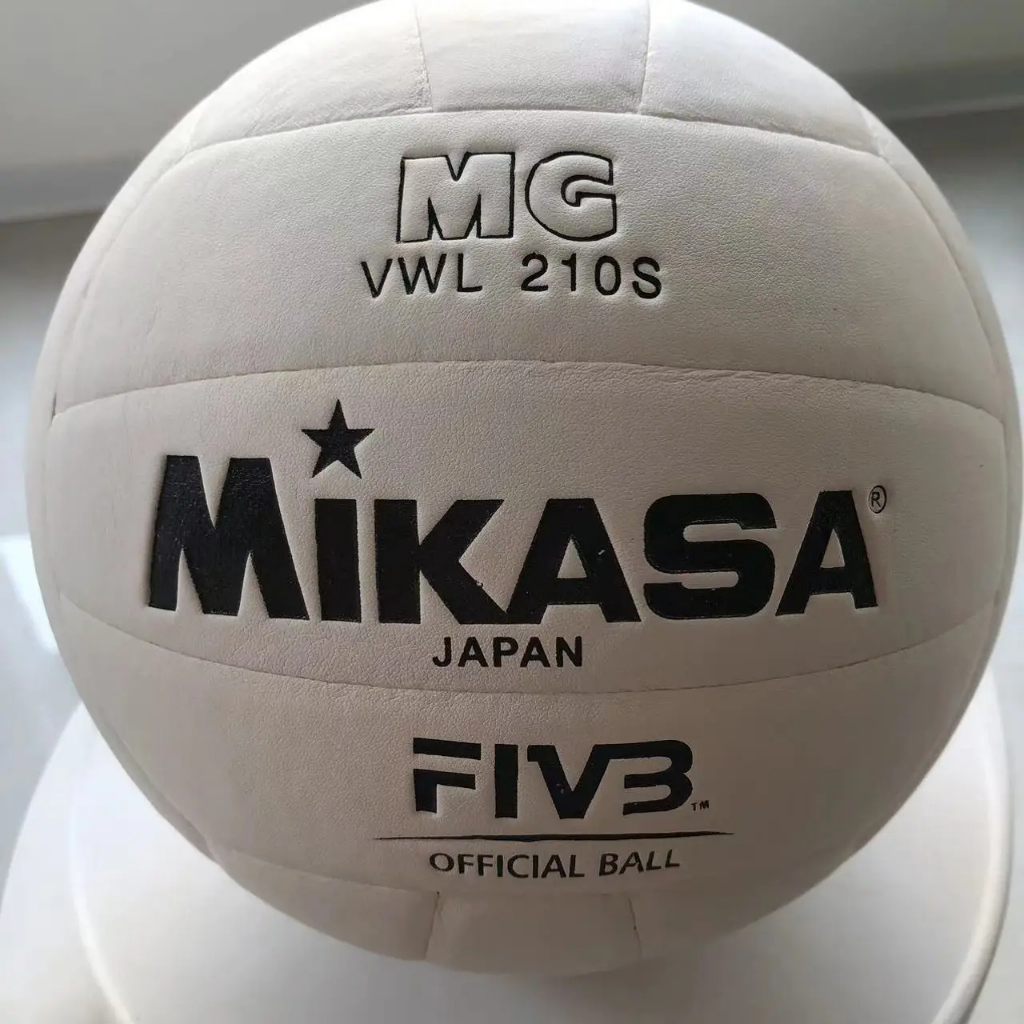 MG
VWL 210S
MiKASA®
JAPAN
FIVB™
OFFICIAL BALL